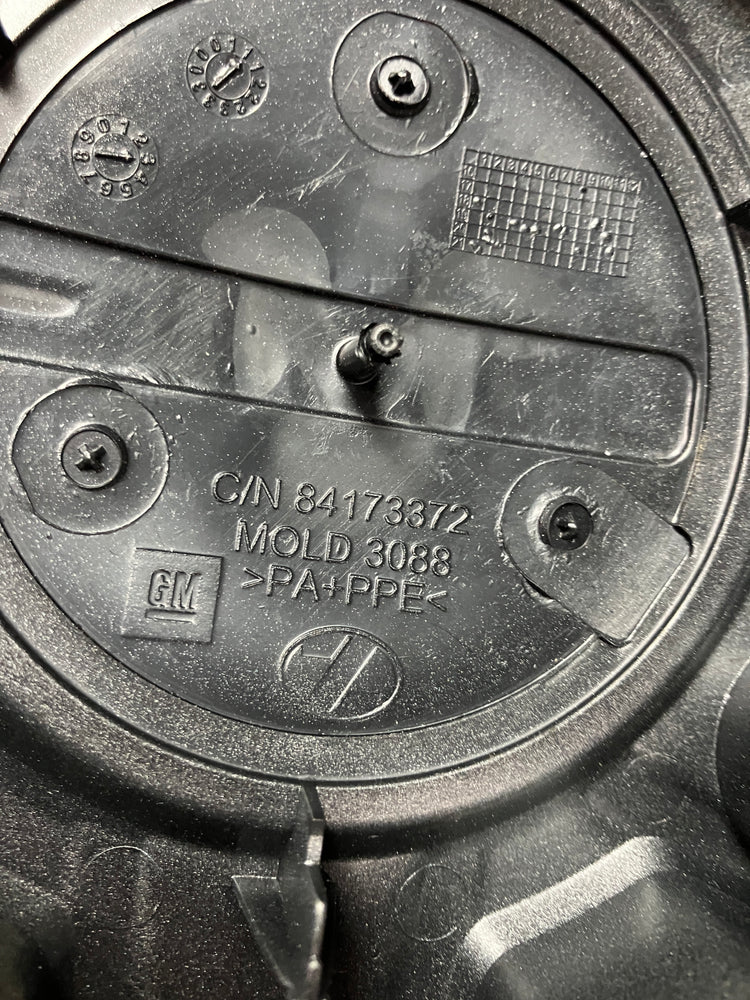 C/N 84173372
MOLD 3088
>PA+PPE<
GM